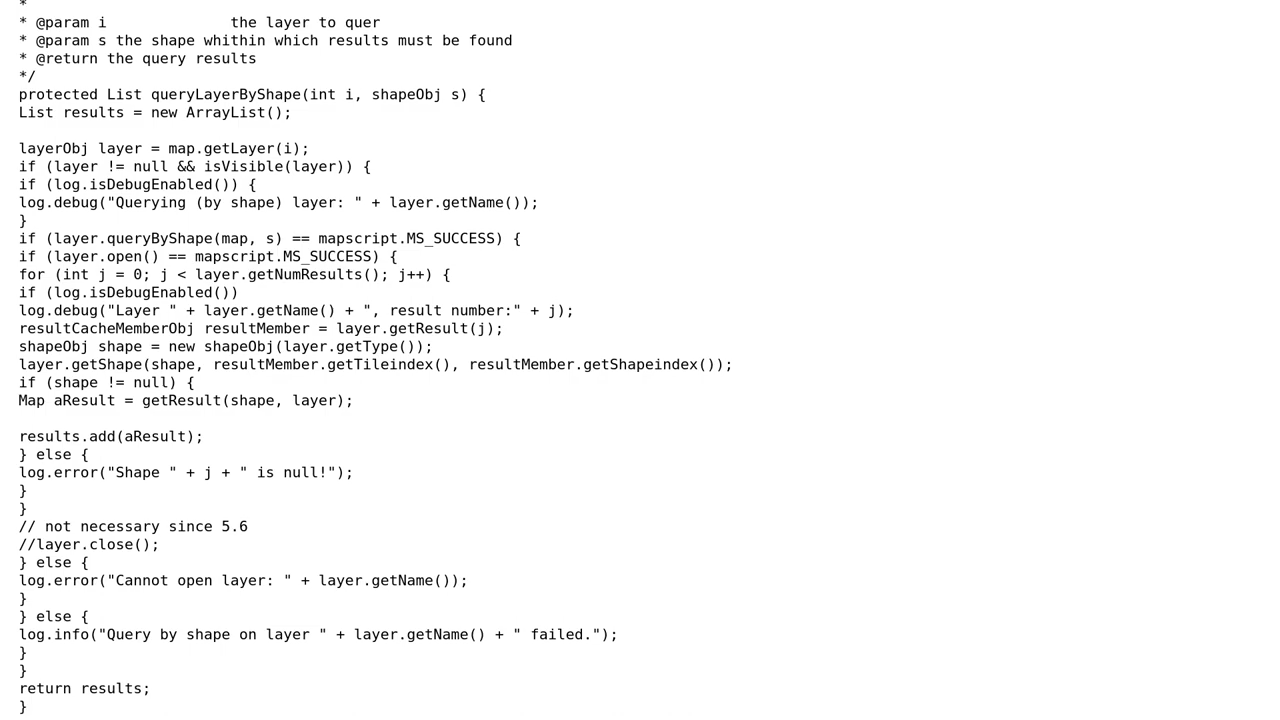 *
* @param i              the layer to quer
* @param s the shape whithin which results must be found
* @return the query results
*/
protected List queryLayerByShape(int i, shapeObj s) {
List results = new ArrayList();

layerObj layer = map.getLayer(i);
if (layer != null && isVisible(layer)) {
if (log.isDebugEnabled()) {
log.debug("Querying (by shape) layer: " + layer.getName());
}
if (layer.queryByShape(map, s) == mapscript.MS_SUCCESS) {
if (layer.open() == mapscript.MS_SUCCESS) {
for (int j = 0; j < layer.getNumResults(); j++) {
if (log.isDebugEnabled())
log.debug("Layer " + layer.getName() + ", result number:" + j);
resultCacheMemberObj resultMember = layer.getResult(j);
shapeObj shape = new shapeObj(layer.getType());
layer.getShape(shape, resultMember.getTileindex(), resultMember.getShapeindex());
if (shape != null) {
Map aResult = getResult(shape, layer);

results.add(aResult);
} else {
log.error("Shape " + j + " is null!");
}
}
// not necessary since 5.6
//layer.close();
} else {
log.error("Cannot open layer: " + layer.getName());
}
} else {
log.info("Query by shape on layer " + layer.getName() + " failed.");
}
}
return results;
}